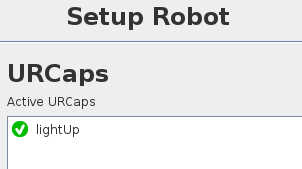 Setup Robot
URCaps
Active URCaps
lightUp